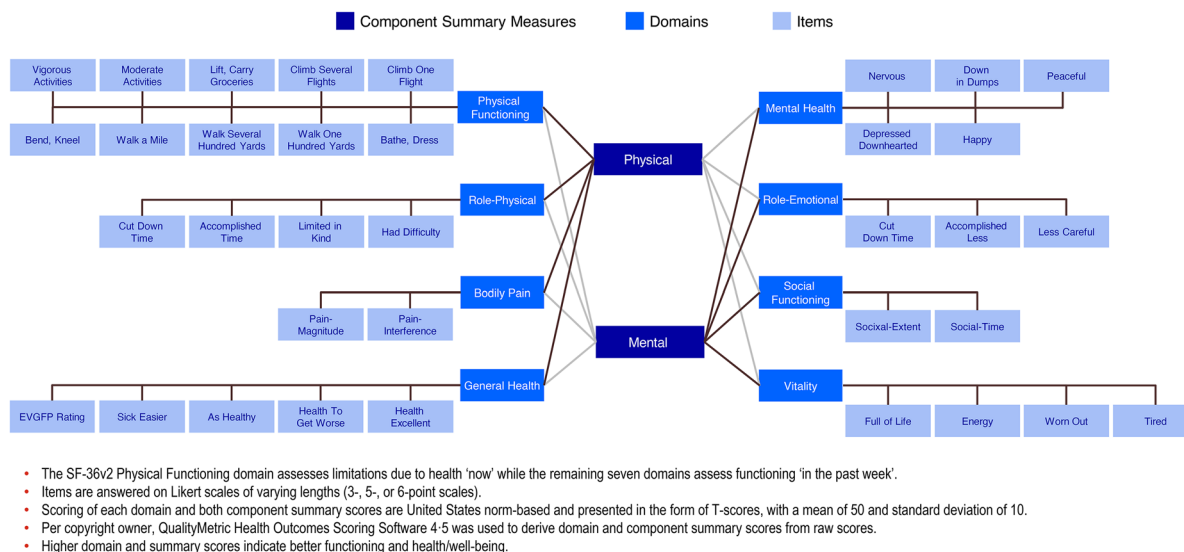 Component Summary Measures
Domains
Items
Vigorous
Activities
Moderate
Activities
Lift, Carry
Groceries
Climb Several
Flights
Climb One
Flight
Physical
Functioning
Bend, Kneel
Walk a Mile
Walk Several
Hundred Yards
Walk One
Hundred Yards
Bathe, Dress
Role-Physical
Cut Down
Time
Accomplished
Time
Limited in
Kind
Had Difficulty
Bodily Pain
Pain-
Magnitude
Pain-
Interference
General Health
EVGFP Rating
Sick Easier
As Healthy
Health To
Get Worse
Health
Excellent
Physical
Mental
Nervous
Down
in Dumps
Peaceful
Mental Health
Depressed
Downhearted
Happy
Role-Emotional
Cut
Down Time
Accomplished
Less
Less Careful
Social
Functioning
Socixal-Extent
Social-Time
Vitality
Full of Life
Energy
Worn Out
Tired
• The SF-36v2 Physical Functioning domain assesses limitations due to health ‘now’ while the remaining seven domains assess functioning ‘in the past week’.
• Items are answered on Likert scales of varying lengths (3-, 5-, or 6-point scales).
• Scoring of each domain and both component summary scores are United States norm-based and presented in the form of T-scores, with a mean of 50 and standard deviation of 10.
• Per copyright owner, QualityMetric Health Outcomes Scoring Software 4·5 was used to derive domain and component summary scores from raw scores.
• Higher domain and summary scores indicate better functioning and health/well-being.